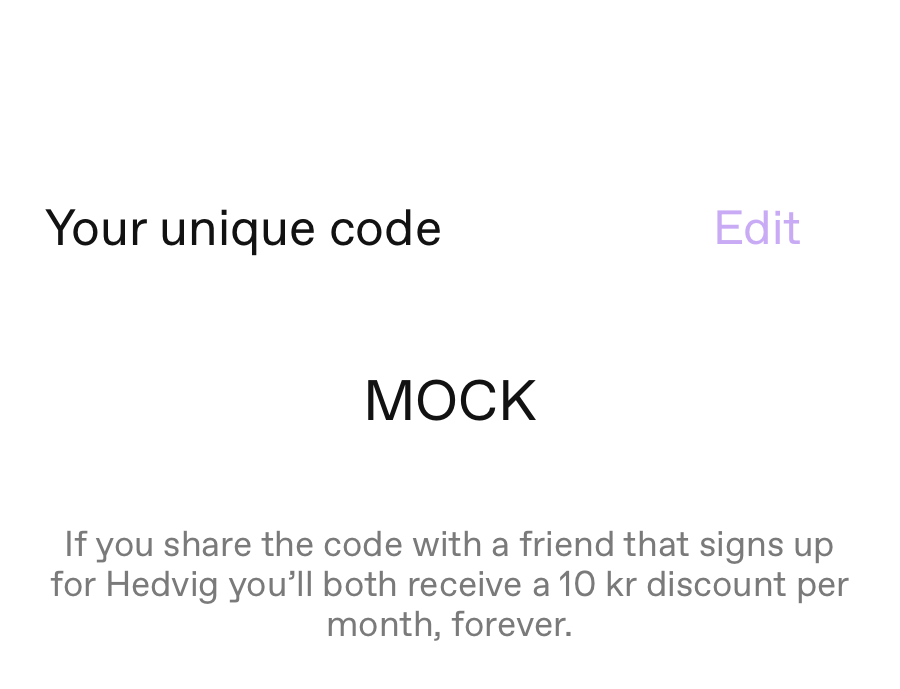 Your unique code
Edit
MOCK
If you share the code with a friend that signs up
for Hedvig you’ll both receive a 10 kr discount per
month, forever.